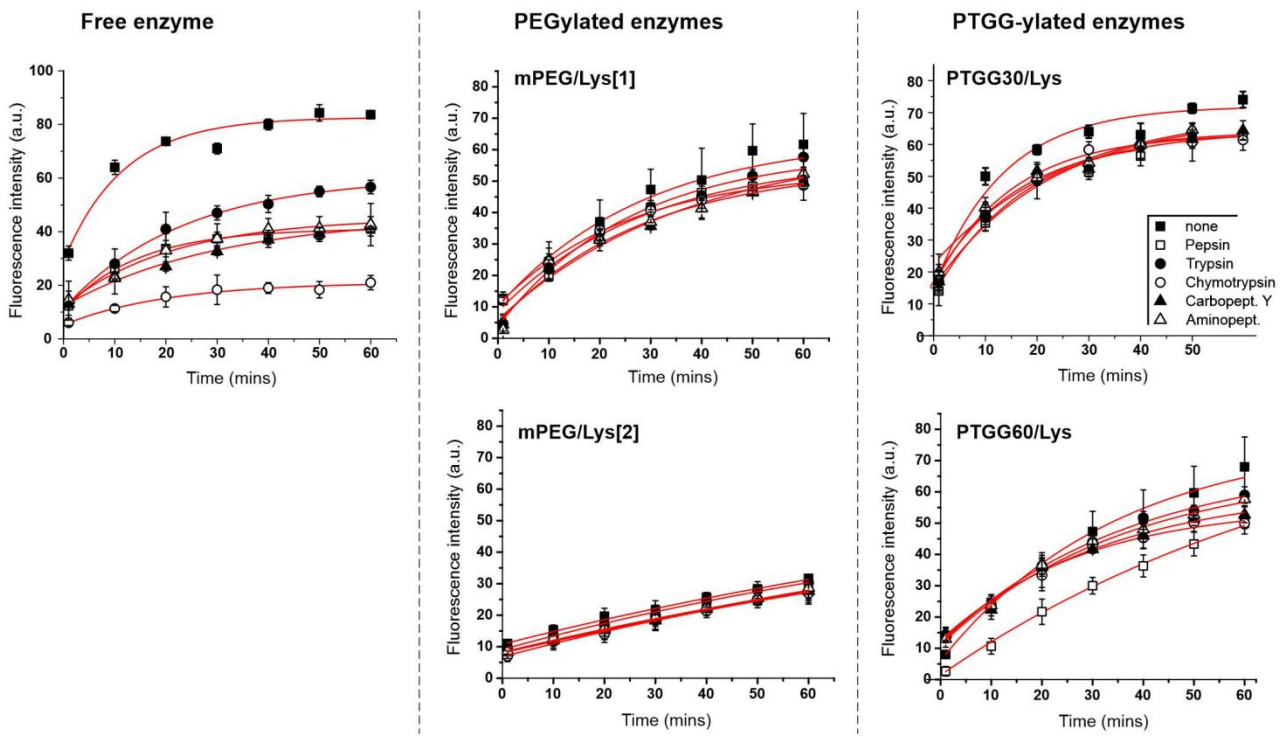 Free enzyme
PEGylated enzymes
PTGG-ylated enzymes
Fluorescence intensity (a.u.)
100
80
60
40
20
0
0 10 20 30 40 50 60
Time (mins)
mPEG/Lys[1]
Fluorescence intensity (a.u.)
80
70
60
50
40
30
20
10
0
0 10 20 30 40 50 60
Time (mins)
PTGG30/Lys
Fluorescence intensity (a.u.)
80
70
60
50
40
30
20
10
0
0 10 20 30 40 50
Time (mins)
none
Pepsin
Trypsin
Chymotrypsin
Carbopept. Y
Aminopept.
mPEG/Lys[2]
Fluorescence intensity (a.u.)
80
70
60
50
40
30
20
10
0
0 10 20 30 40 50 60
Time (mins)
PTGG60/Lys
Fluorescence intensity (a.u.)
80
70
60
50
40
30
20
10
0
0 10 20 30 40 50 60
Time (mins)